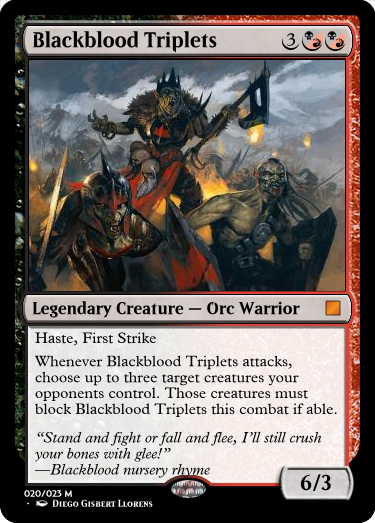 Blackblood Triplets 3
Legendary Creature — Orc Warrior
Haste, First Strike
Whenever Blackblood Triplets attacks,
choose up to three target creatures your
opponents control. Those creatures must
block Blackblood Triplets this combat if able.
“Stand and fight or fall and flee, I'll still crush
your bones with glee!”
—Blackblood nursery rhyme
6/3
020/023 M
· Diego Gisbert Llorens